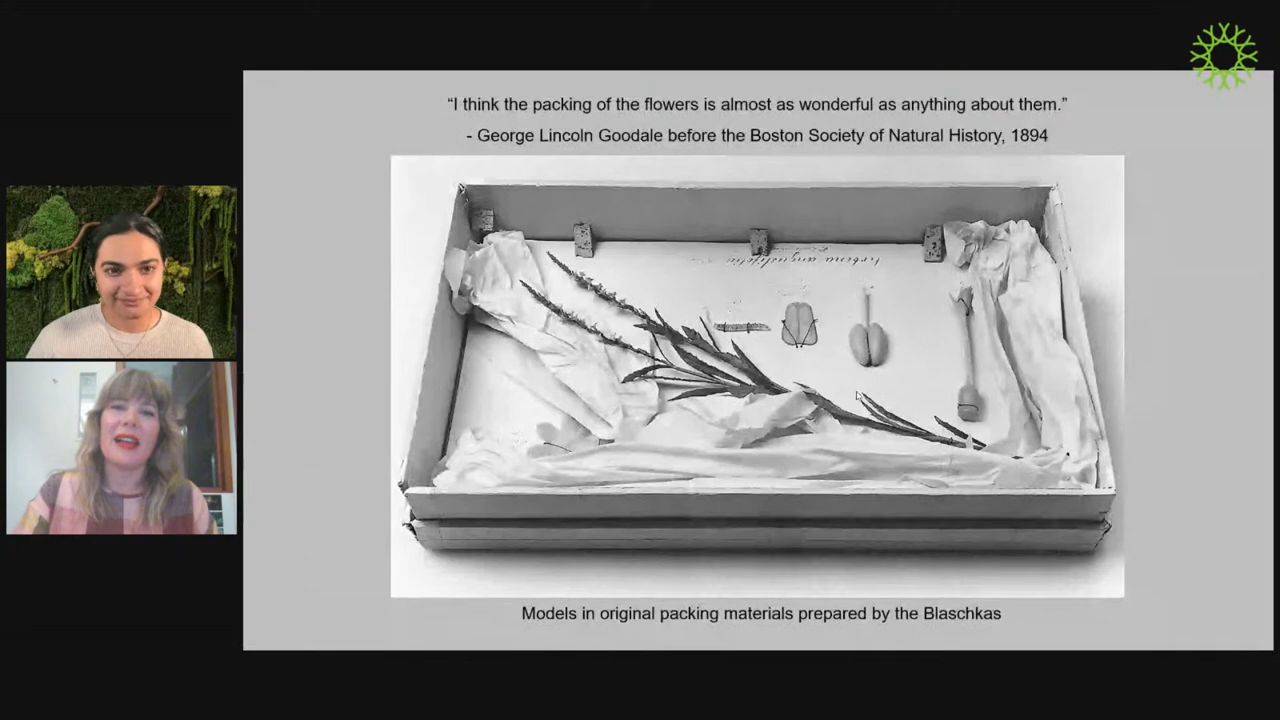 “I think the packing of the flowers is almost as wonderful as anything about them.”
- George Lincoln Goodale before the Boston Society of Natural History, 1894
angustifolia
Models in original packing materials prepared by the Blaschkas